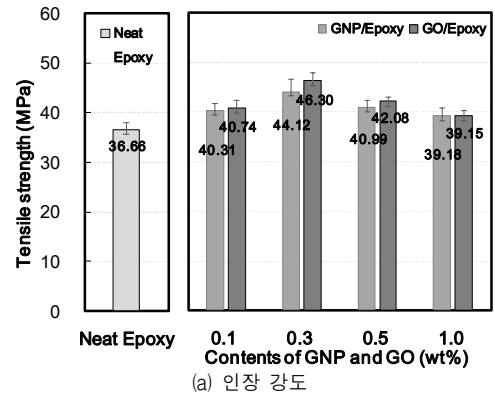 60
50
40
30
20
10
0
Tensile strength (MPa)
Neat
Epoxy
36.66
Neat Epoxy
GNP/Epoxy GO/Epoxy
40.31
40.74
44.12
46.30
40.99
42.08
39.18
39.15
0.1 0.3 0.5 1.0
Contents of GNP and GO (wt%)
(a) 인장 강도